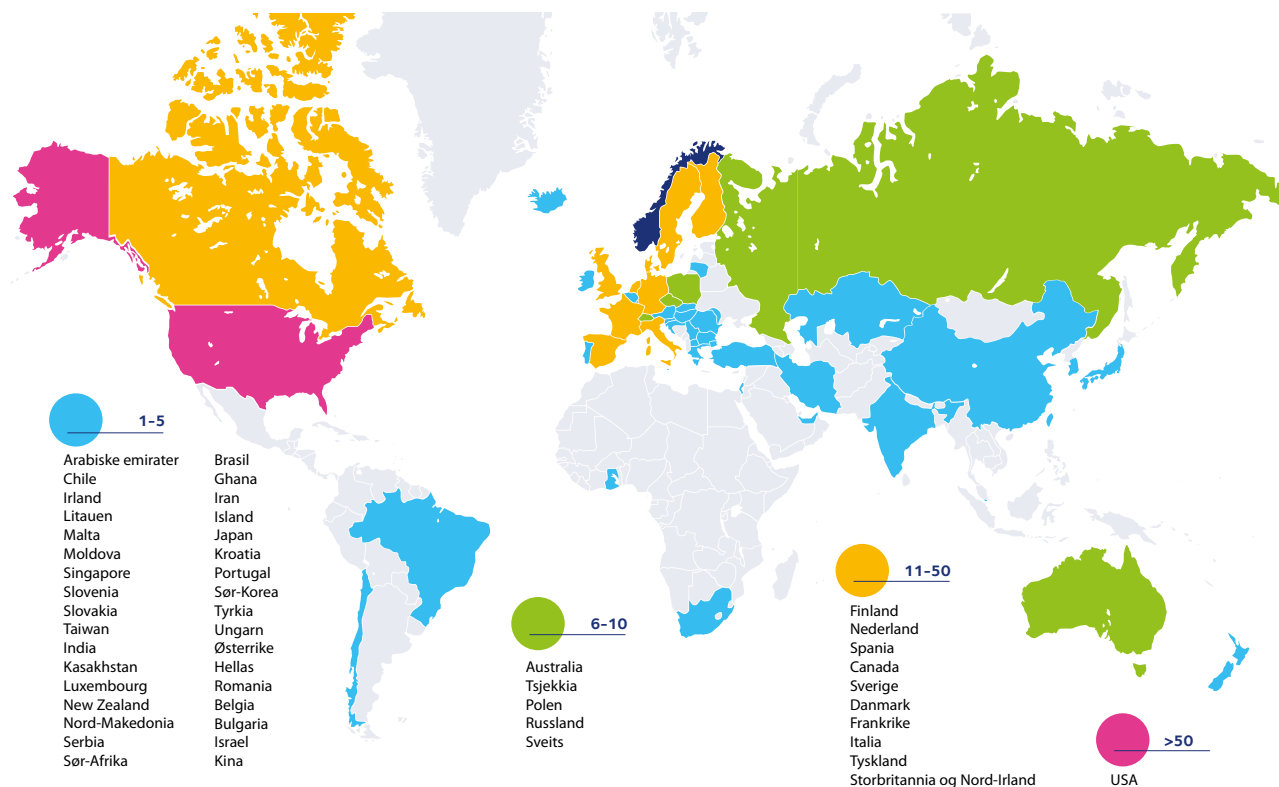 1-5
Arabiske emirater
Chile
Irland
Litauen
Malta
Moldova
Singapore
Slovenia
Slovakia
Taiwan
India
Kasakhstan
Luxembourg
New Zealand
Nord-Makedonia
Serbia
Sør-Afrika
Brasil
Ghana
Iran
Island
Japan
Kroatia
Portugal
Sør-Korea
Tyrkia
Ungarn
Østerrike
Hellas
Romania
Belgia
Bulgaria
Israel
Kina
6-10
Australia
Tsjekkia
Polen
Russland
Sveits
11-50
Finland
Nederland
Spania
Canada
Sverige
Danmark
Frankrike
Italia
Tyskland
Storbritannia og Nord-Irland
>50
USA